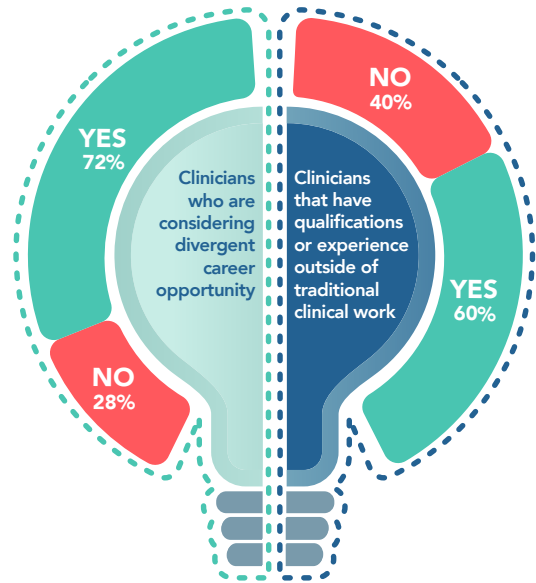 YES
72%
Clinicians
who are
considering
divergent
career
opportunity
NO
28%
NO
40%
Clinicians
that have
qualifications
or experience
outside of
traditional
clinical work
YES
60%